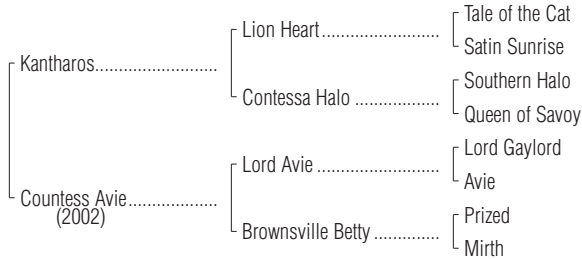 Tale of the Cat
Lion Heart........................
Satin Sunrise
Kantharos.........................
Southern Halo
Contessa Halo .................
Queen of Savoy
Lord Gaylord
Lord Avie .........................
Avie
Countess Avie..................
(2002)
Prized
Brownsville Betty .............
Mirth